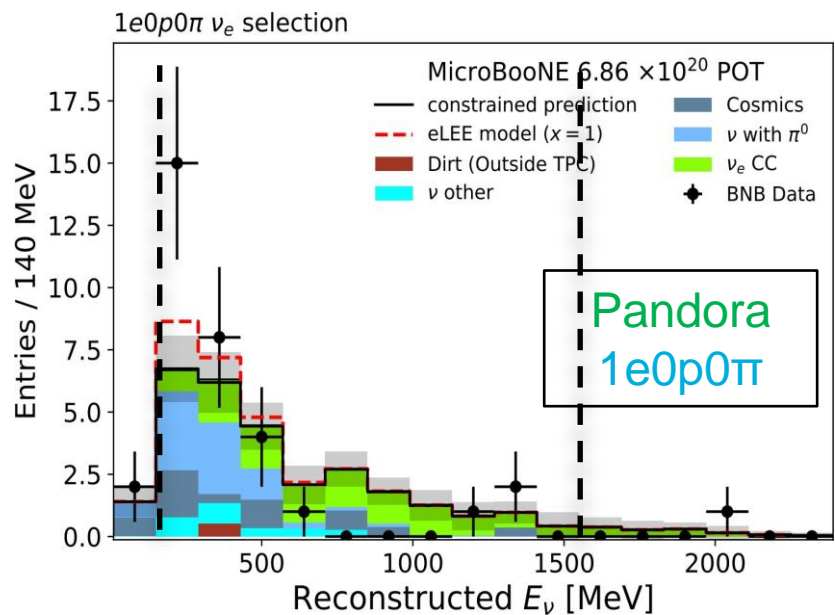 1e0p0π νe selection
MicroBooNE 6.86 ×10²⁰ POT
constrained prediction
eLEE model (x = 1)
Dirt (Outside TPC)
ν other
Cosmics
ν with π⁰
νe CC
BNB Data
Pandora
1e0p0π
Entries / 140 MeV
17.5
15.0
12.5
10.0
7.5
5.0
2.5
0.0
500
1000
1500
2000
Reconstructed Eν [MeV]